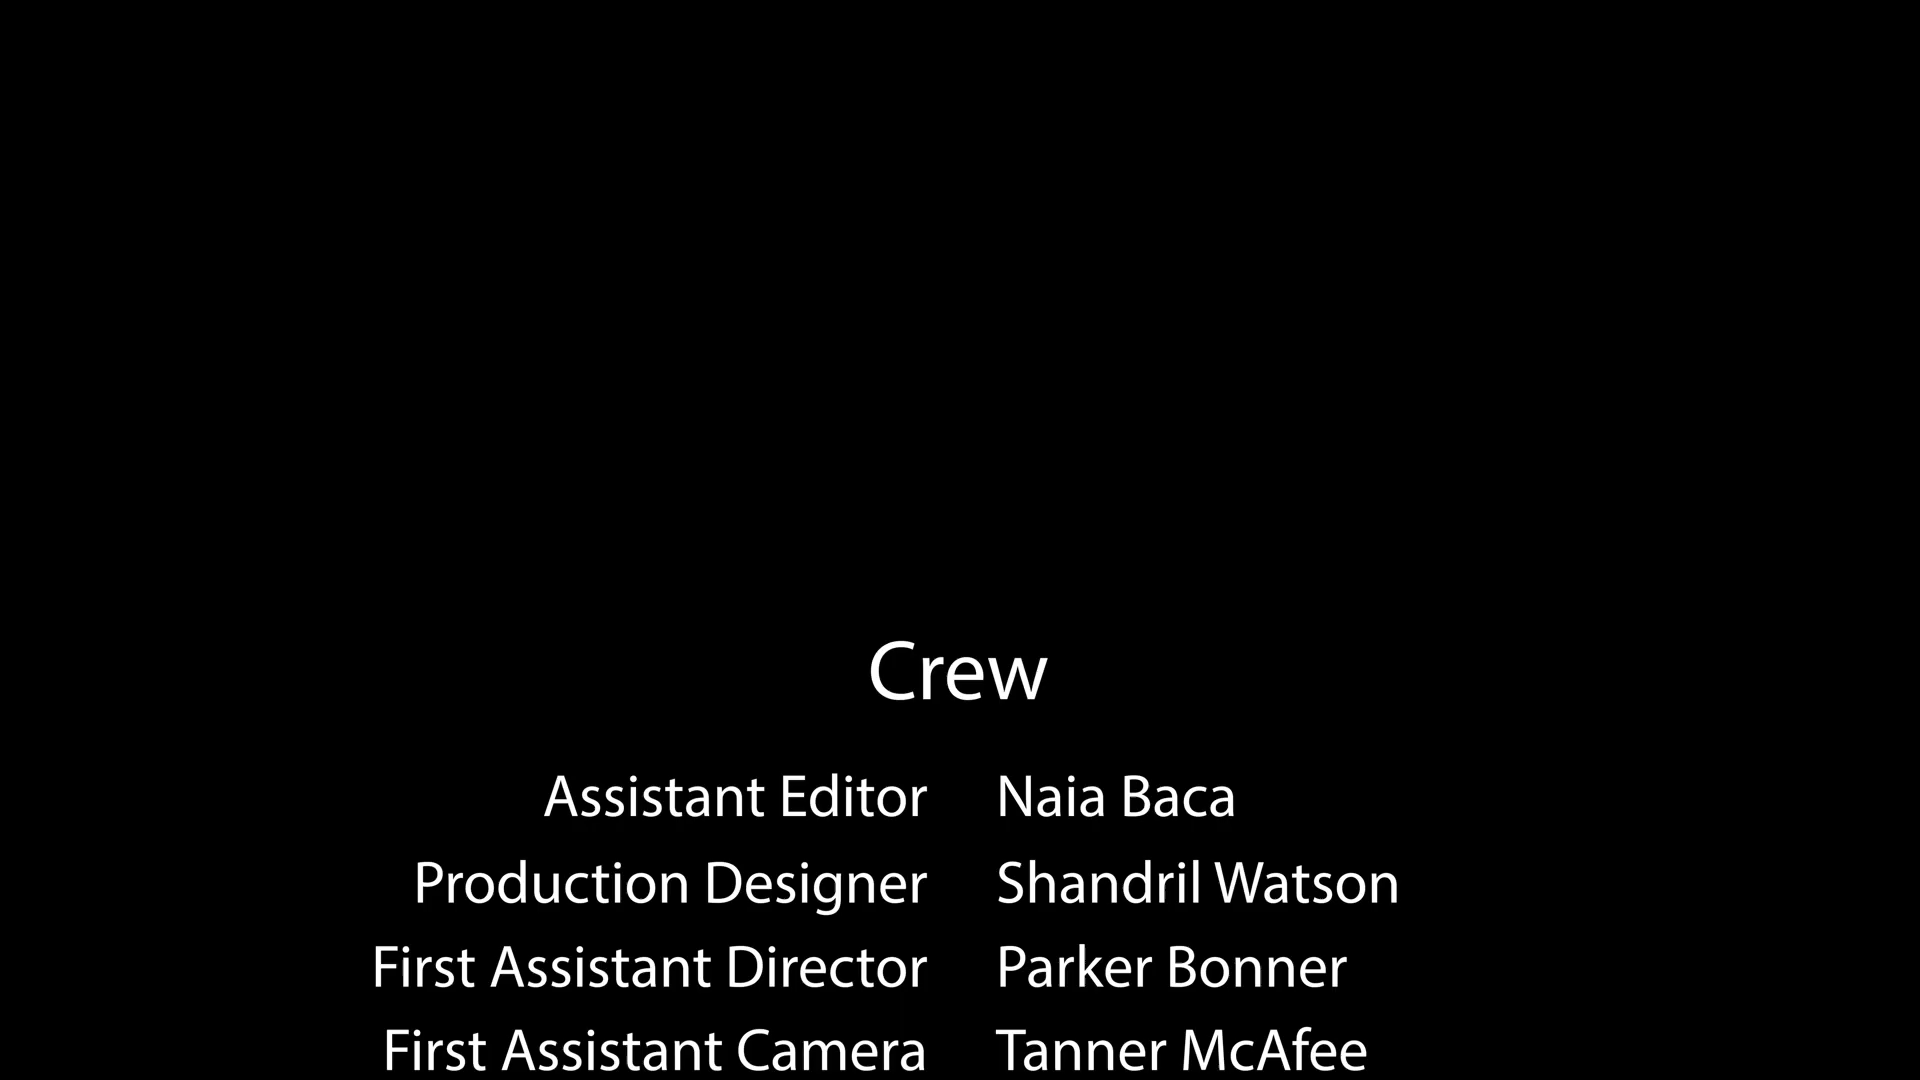 Crew
Assistant Editor Naia Baca
Production Designer Shandril Watson
First Assistant Director Parker Bonner
First Assistant Camera Tanner McAfee